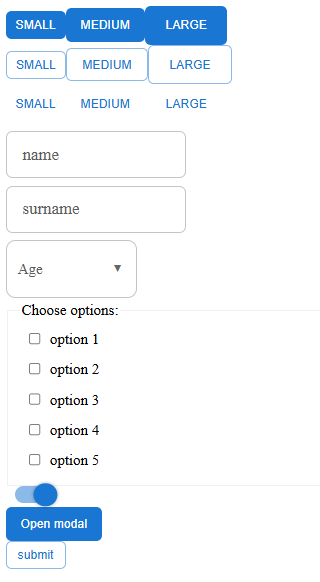 SMALL MEDIUM LARGE
SMALL MEDIUM LARGE
SMALL MEDIUM LARGE
name
surname
Age
Choose options:
option 1
option 2
option 3
option 4
option 5
Open modal
submit